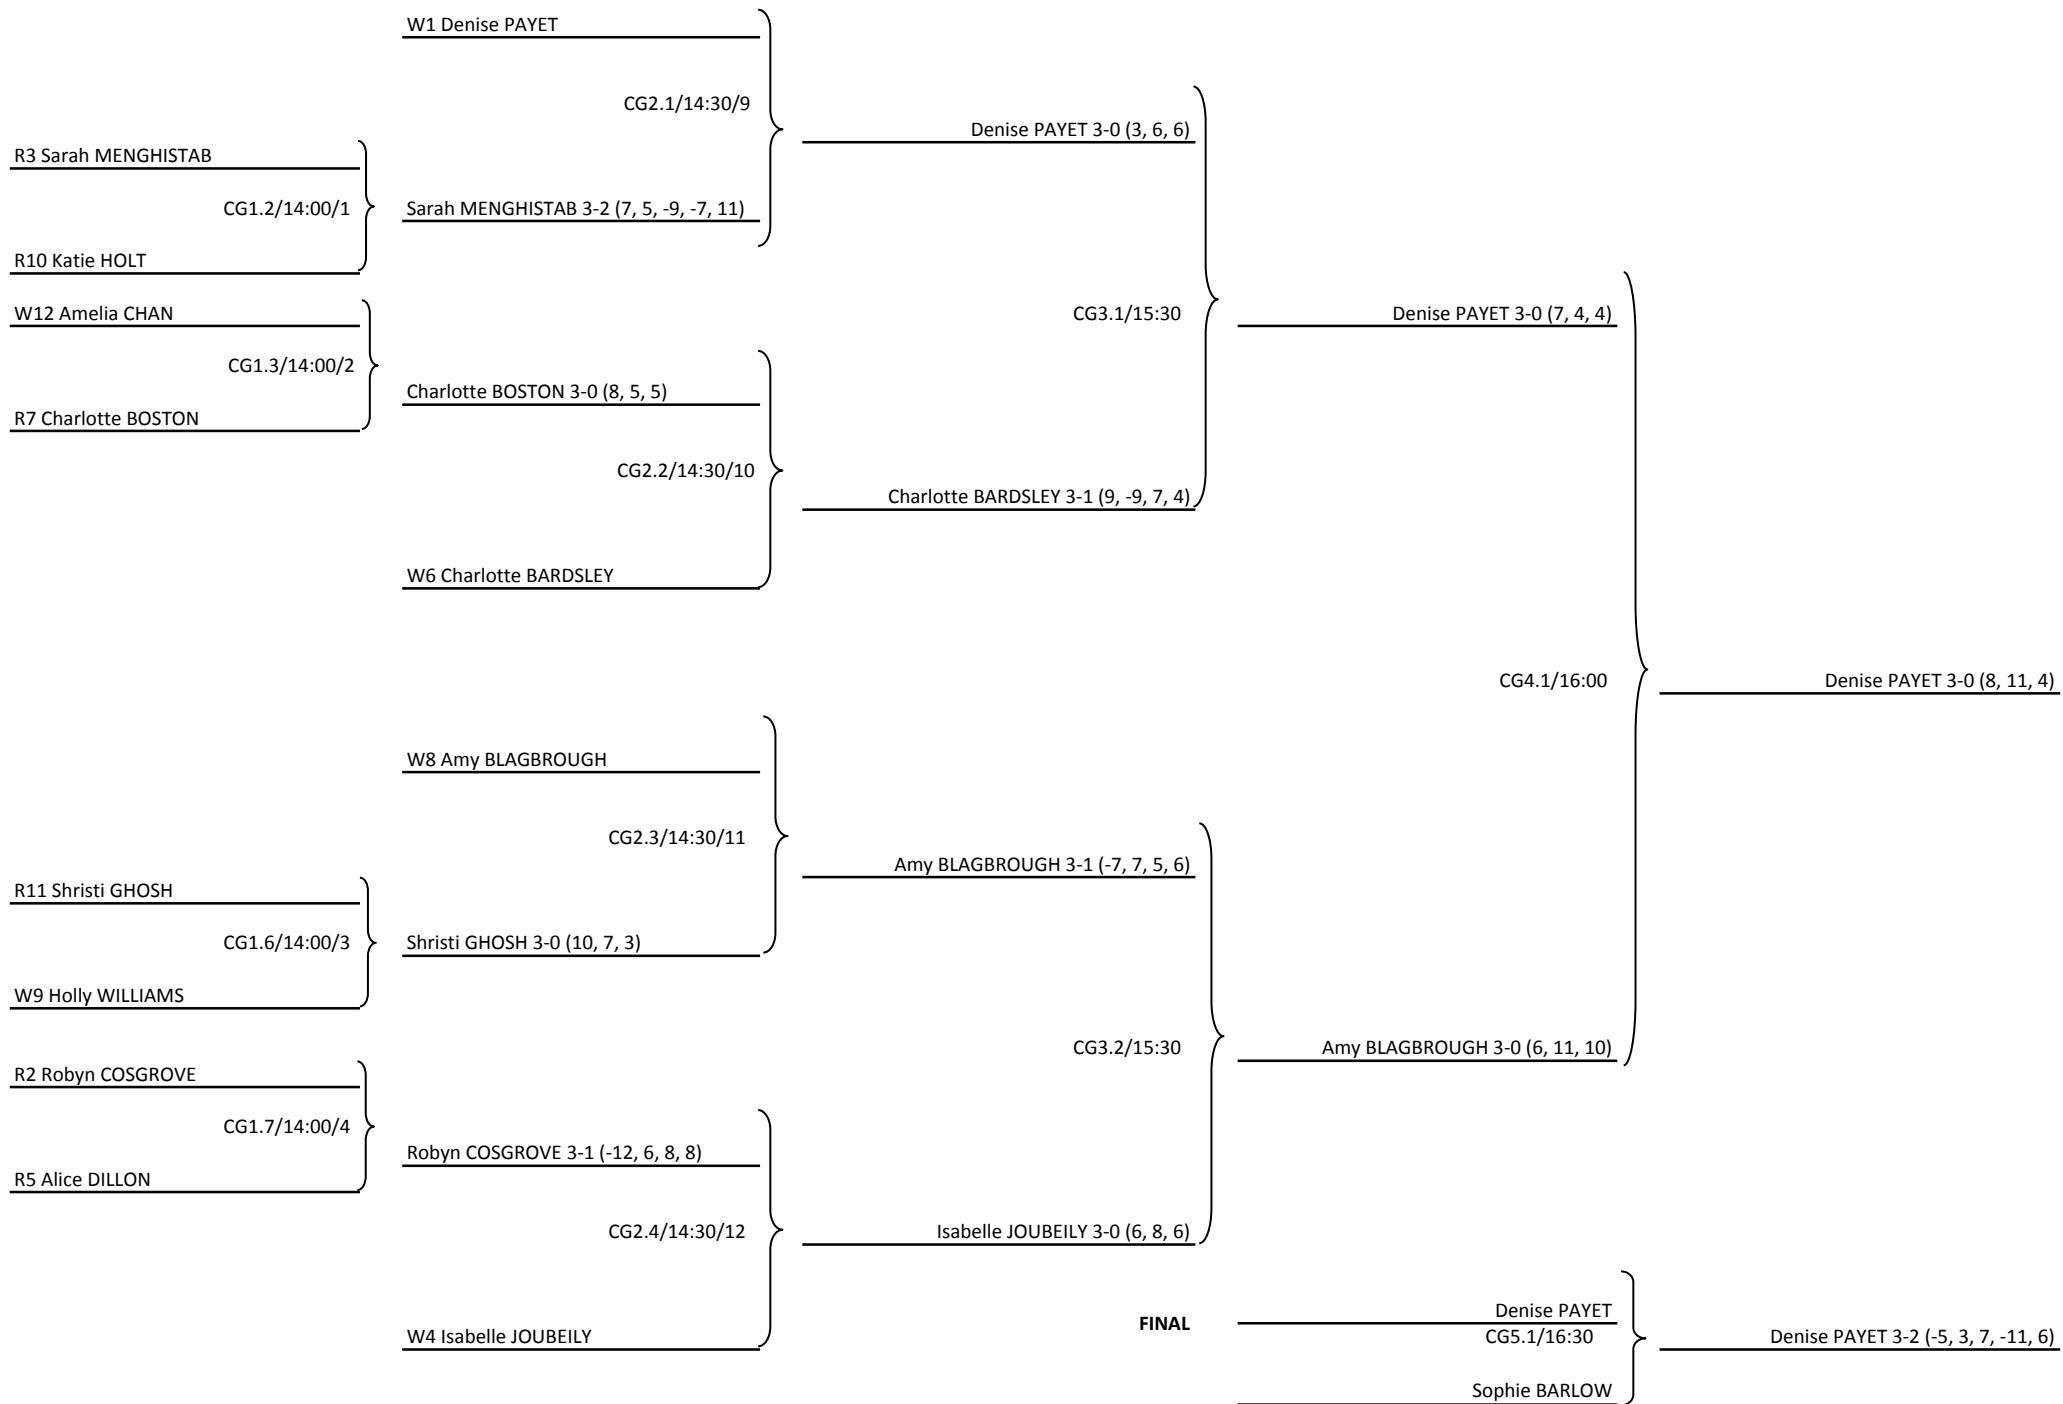 W1 Denise PAYET
CG2.1/14:30/9
Denise PAYET 3-0 (3, 6, 6)
R3 Sarah MENGHISTAB
CG1.2/14:00/1
Sarah MENGHISTAB 3-2 (7, 5, -9, -7, 11)
R10 Katie HOLT
W12 Amelia CHAN
CG3.1/15:30
Denise PAYET 3-0 (7, 4, 4)
CG1.3/14:00/2
Charlotte BOSTON 3-0 (8, 5, 5)
R7 Charlotte BOSTON
CG2.2/14:30/10
Charlotte BARDSLEY 3-1 (9, -9, 7, 4)
W6 Charlotte BARDSLEY
CG4.1/16:00
Denise PAYET 3-0 (8, 11, 4)
W8 Amy BLAGBROUGH
CG2.3/14:30/11
Amy BLAGBROUGH 3-1 (-7, 7, 5, 6)
R11 Shristi GHOSH
CG1.6/14:00/3
Shristi GHOSH 3-0 (10, 7, 3)
W9 Holly WILLIAMS
CG3.2/15:30
Amy BLAGBROUGH 3-0 (6, 11, 10)
R2 Robyn COSGROVE
CG1.7/14:00/4
Robyn COSGROVE 3-1 (-12, 6, 8, 8)
R5 Alice DILLON
CG2.4/14:30/12
Isabelle JOUBEILY 3-0 (6, 8, 6)
W4 Isabelle JOUBEILY
FINAL
Denise PAYET
CG5.1/16:30
Denise PAYET 3-2 (-5, 3, 7, -11, 6)
Sophie BARLOW